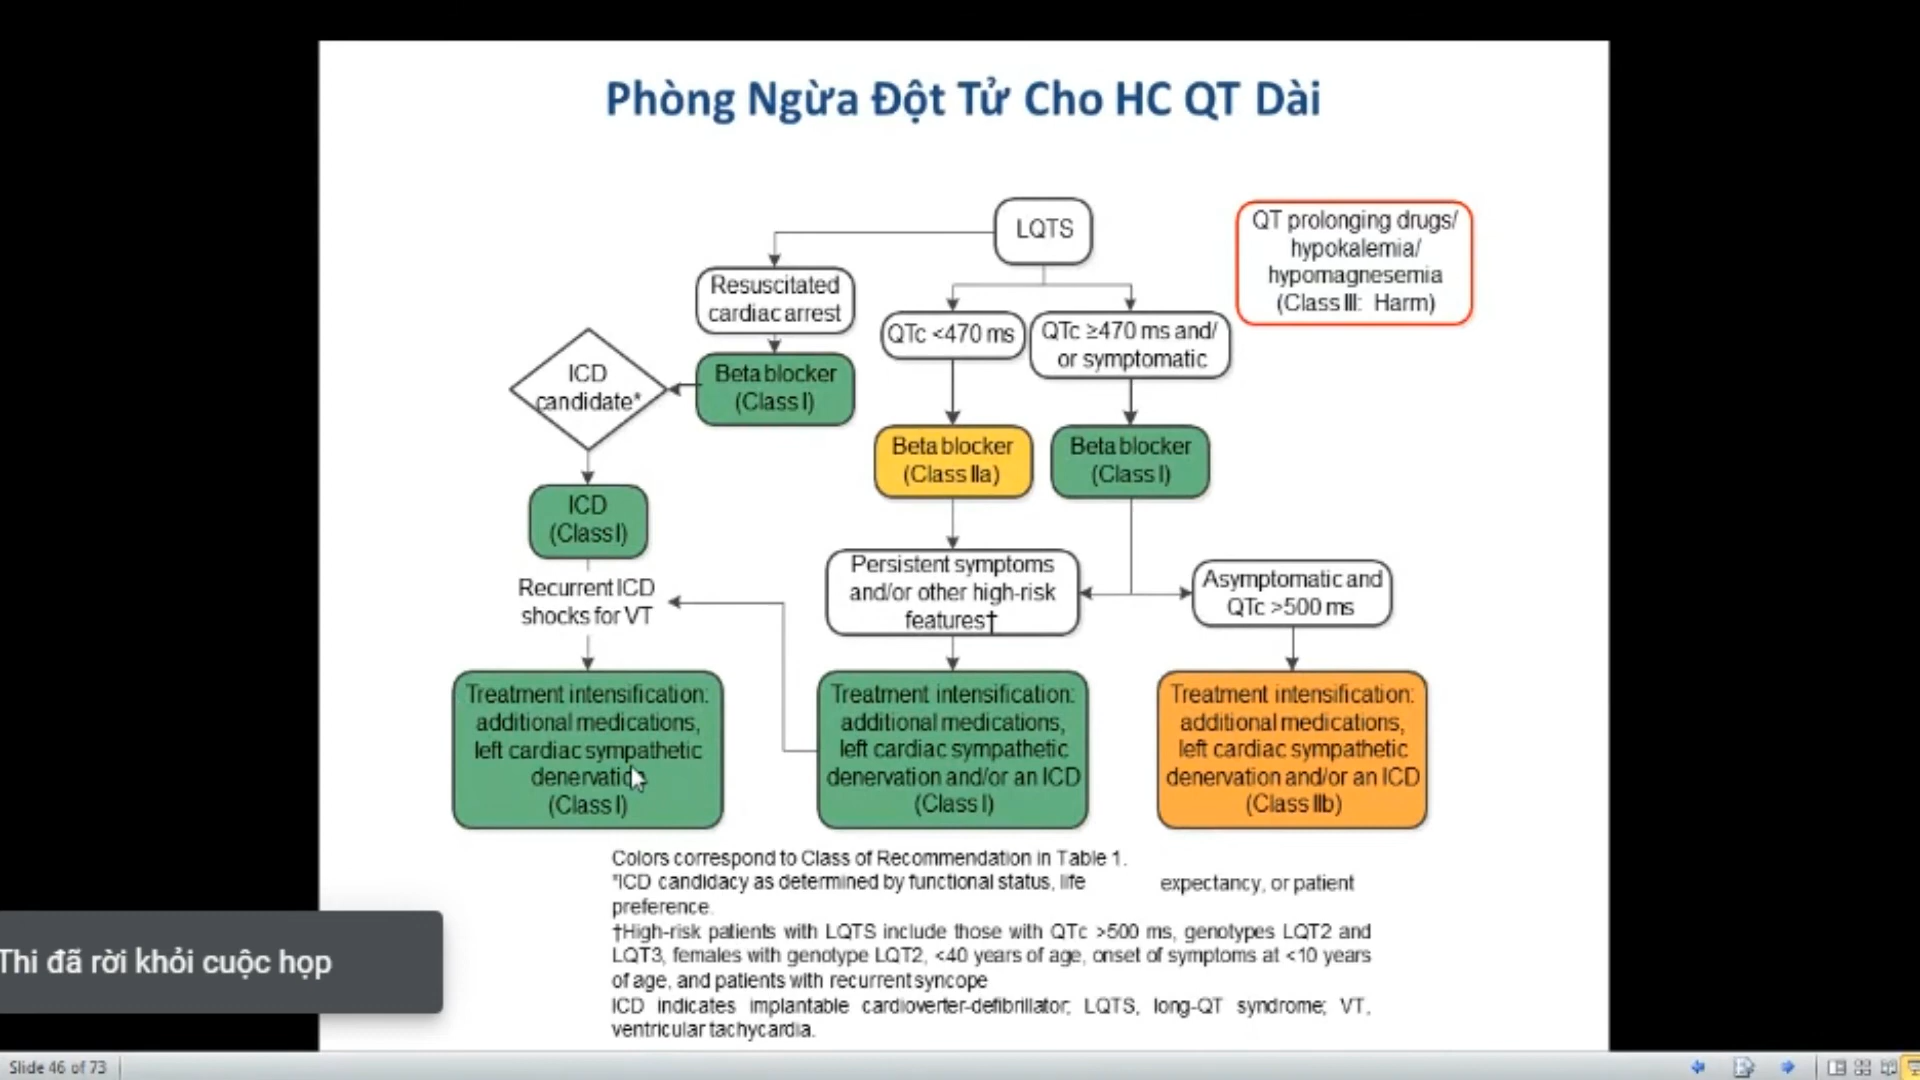 Phòng Ngừa Đột Tử Cho HC QT Dài
LQTS
QT prolonging drugs/
hypokalemia/
hypomagnesemia
(Class III: Harm)
Resuscitated
cardiac arrest
QTc <470 ms
QTc ≥470 ms and/
or symptomatic
ICD
candidate*
Beta blocker
(Class I)
Beta blocker
(Class IIa)
Beta blocker
(Class I)
ICD
(Class I)
Recurrent ICD
shocks for VT
Persistent symptoms
and/or other high-risk
features†
Asymptomatic and
QTc >500 ms
Treatment intensification:
additional medications,
left cardiac sympathetic
denervation
(Class I)
Treatment intensification:
additional medications,
left cardiac sympathetic
denervation and/or an ICD
(Class I)
Treatment intensification:
additional medications,
left cardiac sympathetic
denervation and/or an ICD
(Class IIb)
Colors correspond to Class of Recommendation in Table 1.
*ICD candidacy as determined by functional status, life expectancy, or patient
preference.
†High-risk patients with LQTS include those with QTc >500 ms, genotypes LQT2 and
LQT3, females with genotype LQT2, <40 years of age, onset of symptoms at <10 years
of age, and patients with recurrent syncope
ICD indicates implantable cardioverter-defibrillator; LQTS, long-QT syndrome; VT,
ventricular tachycardia.
Thi đã rời khỏi cuộc họp
Slide 46 of 73